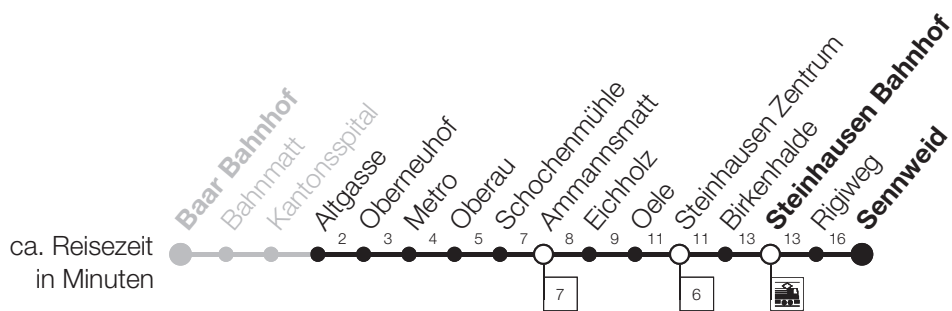 Baar Bahnhof
Bahnmatt
Kantonsspital
Altgasse
Oberneuhof
Metro
Oberau
Schochenmühle
Ammannsmatt
Eichholz
Oele
Steinhausen Zentrum
Birkenhalde
Steinhausen Bahnhof
Rigiweg
Sennweid
ca. Reisezeit
in Minuten
2 3 4 5 7 8 9 11 11 13 13 16
7 6